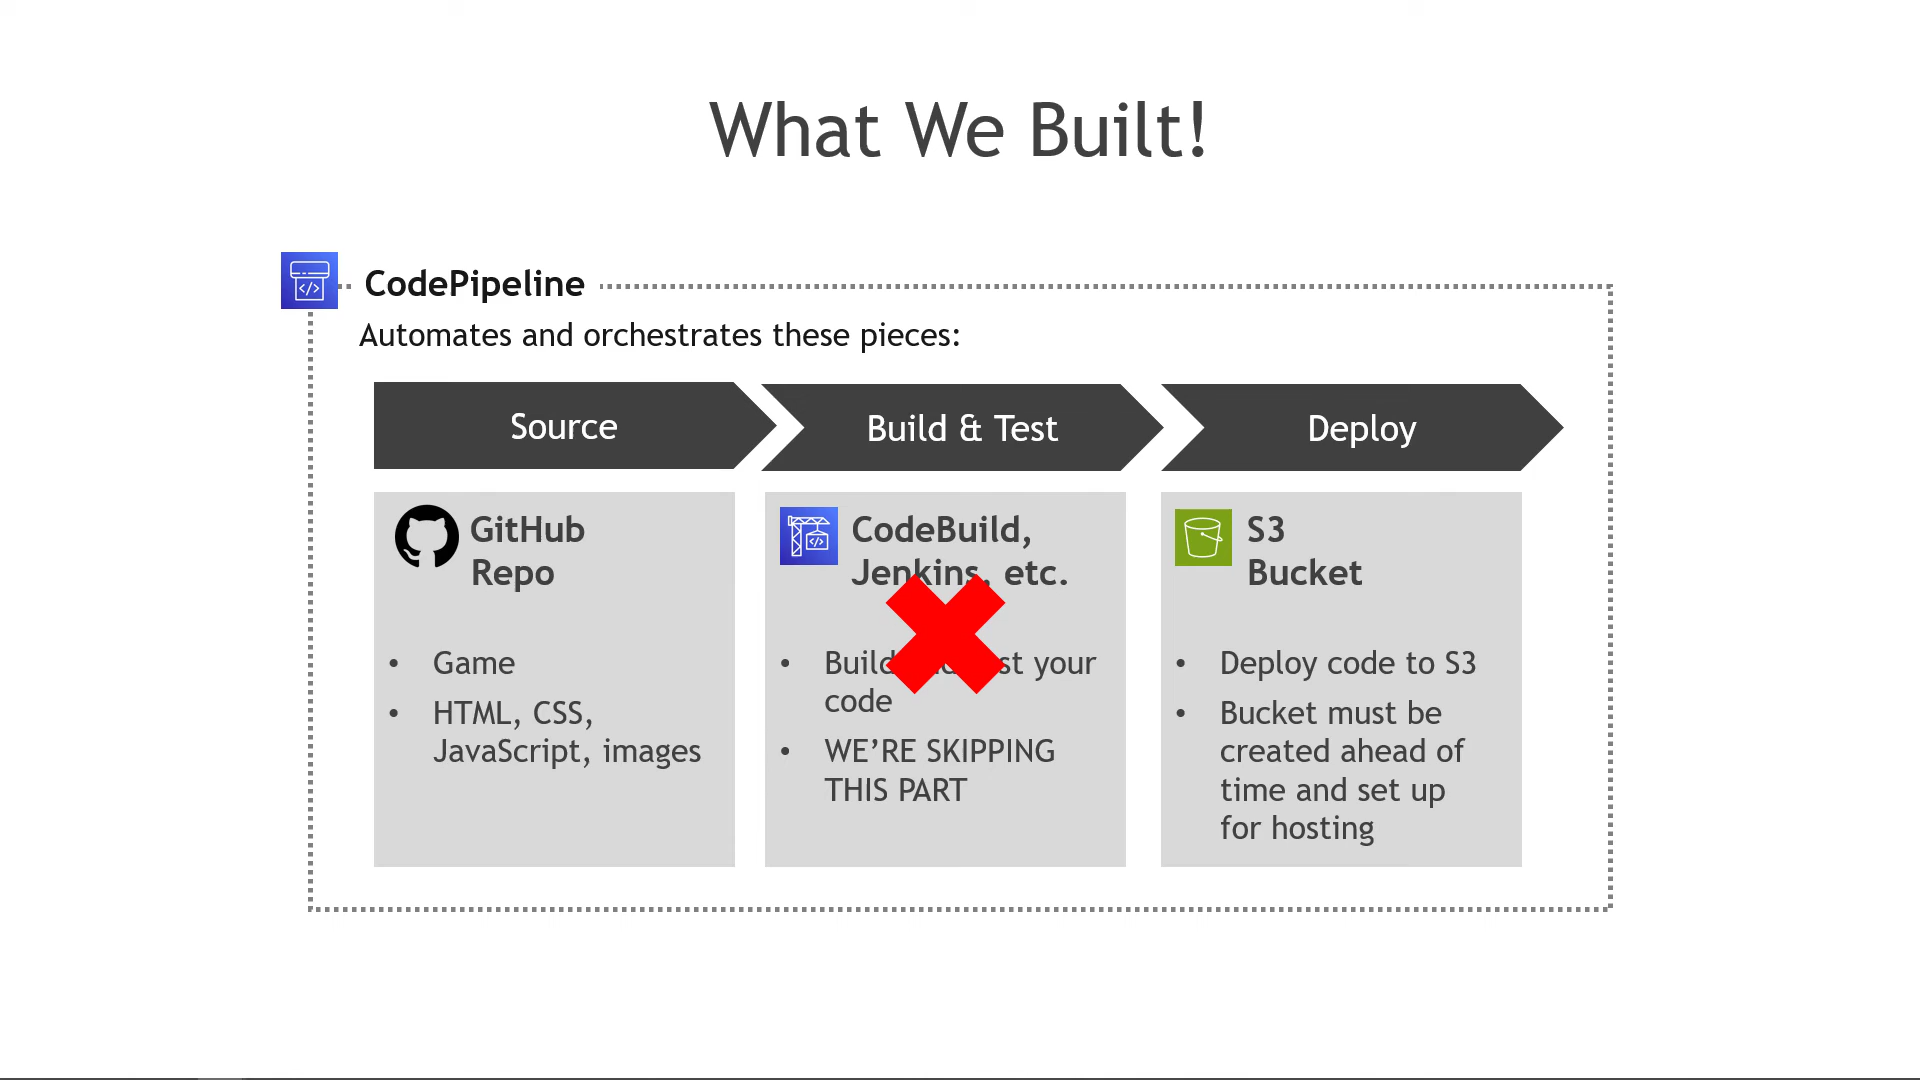 What We Built!
CodePipeline
Automates and orchestrates these pieces:
Source
Build & Test
Deploy
GitHub
Repo
• Game
• HTML, CSS,
JavaScript, images
CodeBuild,
Jenkins, etc.
• Build your
code
• WE’RE SKIPPING
THIS PART
S3
Bucket
• Deploy code to S3
• Bucket must be
created ahead of
time and set up
for hosting